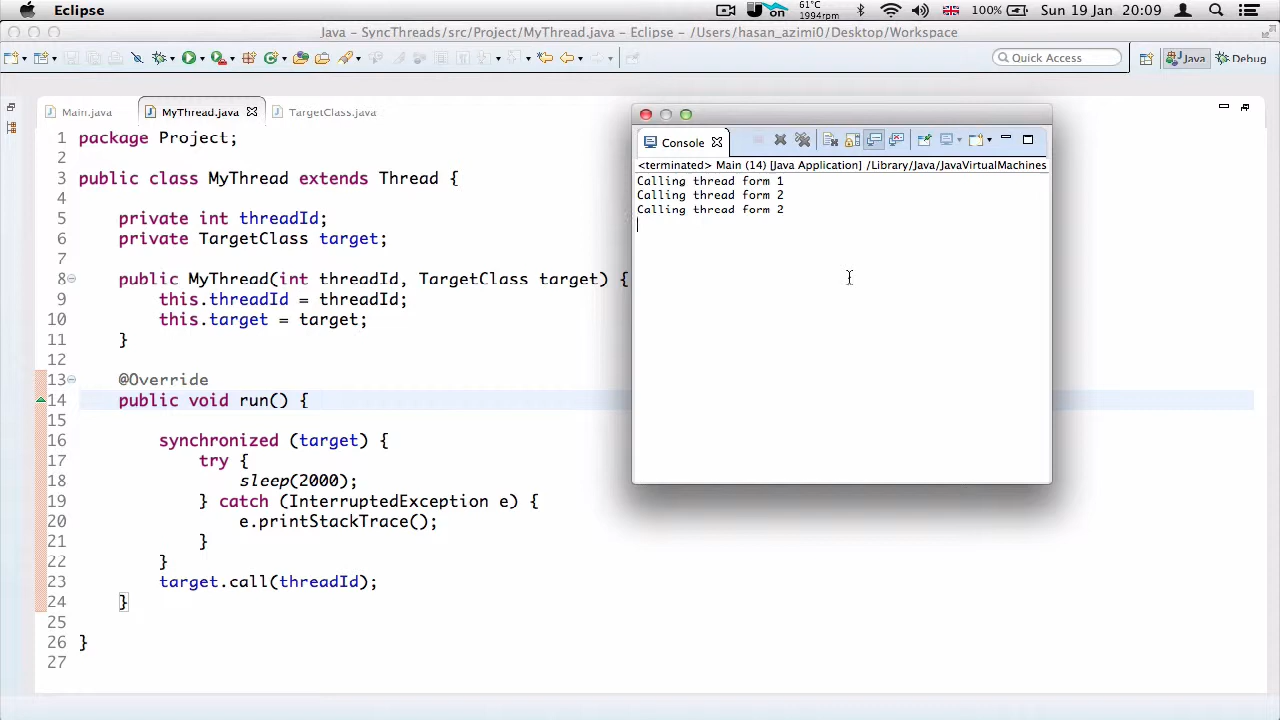 Eclipse
on
61°C
1994rpm
100%
Sun 19 Jan 20:09
Java – SyncThreads/src/Project/MyThread.java – Eclipse – /Users/hasan_azimi0/Desktop/Workspace
Quick Access
Java
Debug
Main.java
MyThread.java
TargetClass.java
1 package Project;
2
3 public class MyThread extends Thread {
4
5 private int threadId;
6 private TargetClass target;
7
8 public MyThread(int threadId, TargetClass target) {
9 this.threadId = threadId;
10 this.target = target;
11 }
12
13 @Override
14 public void run() {
15
16 synchronized (target) {
17 try {
18 sleep(2000);
19 } catch (InterruptedException e) {
20 e.printStackTrace();
21 }
22 }
23 target.call(threadId);
24 }
25
26 }
27
Console
<terminated> Main (14) [Java Application] /Library/Java/JavaVirtualMachines
Calling thread form 1
Calling thread form 2
Calling thread form 2